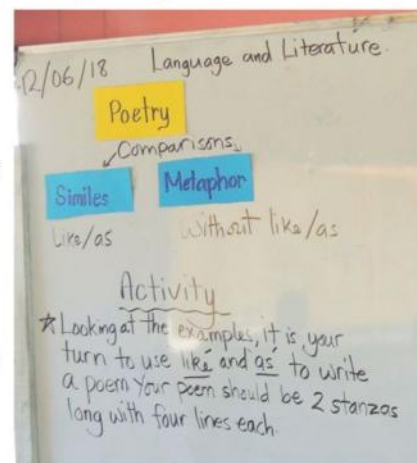 12/06/18 Language and Literature.
Poetry
Comparisons
Similes Metaphor
Like/as Without like/as
Activity
* Looking at the examples, it is your
turn to use like and as to write
a poem Your poem should be 2 stanzas
long with four lines each.